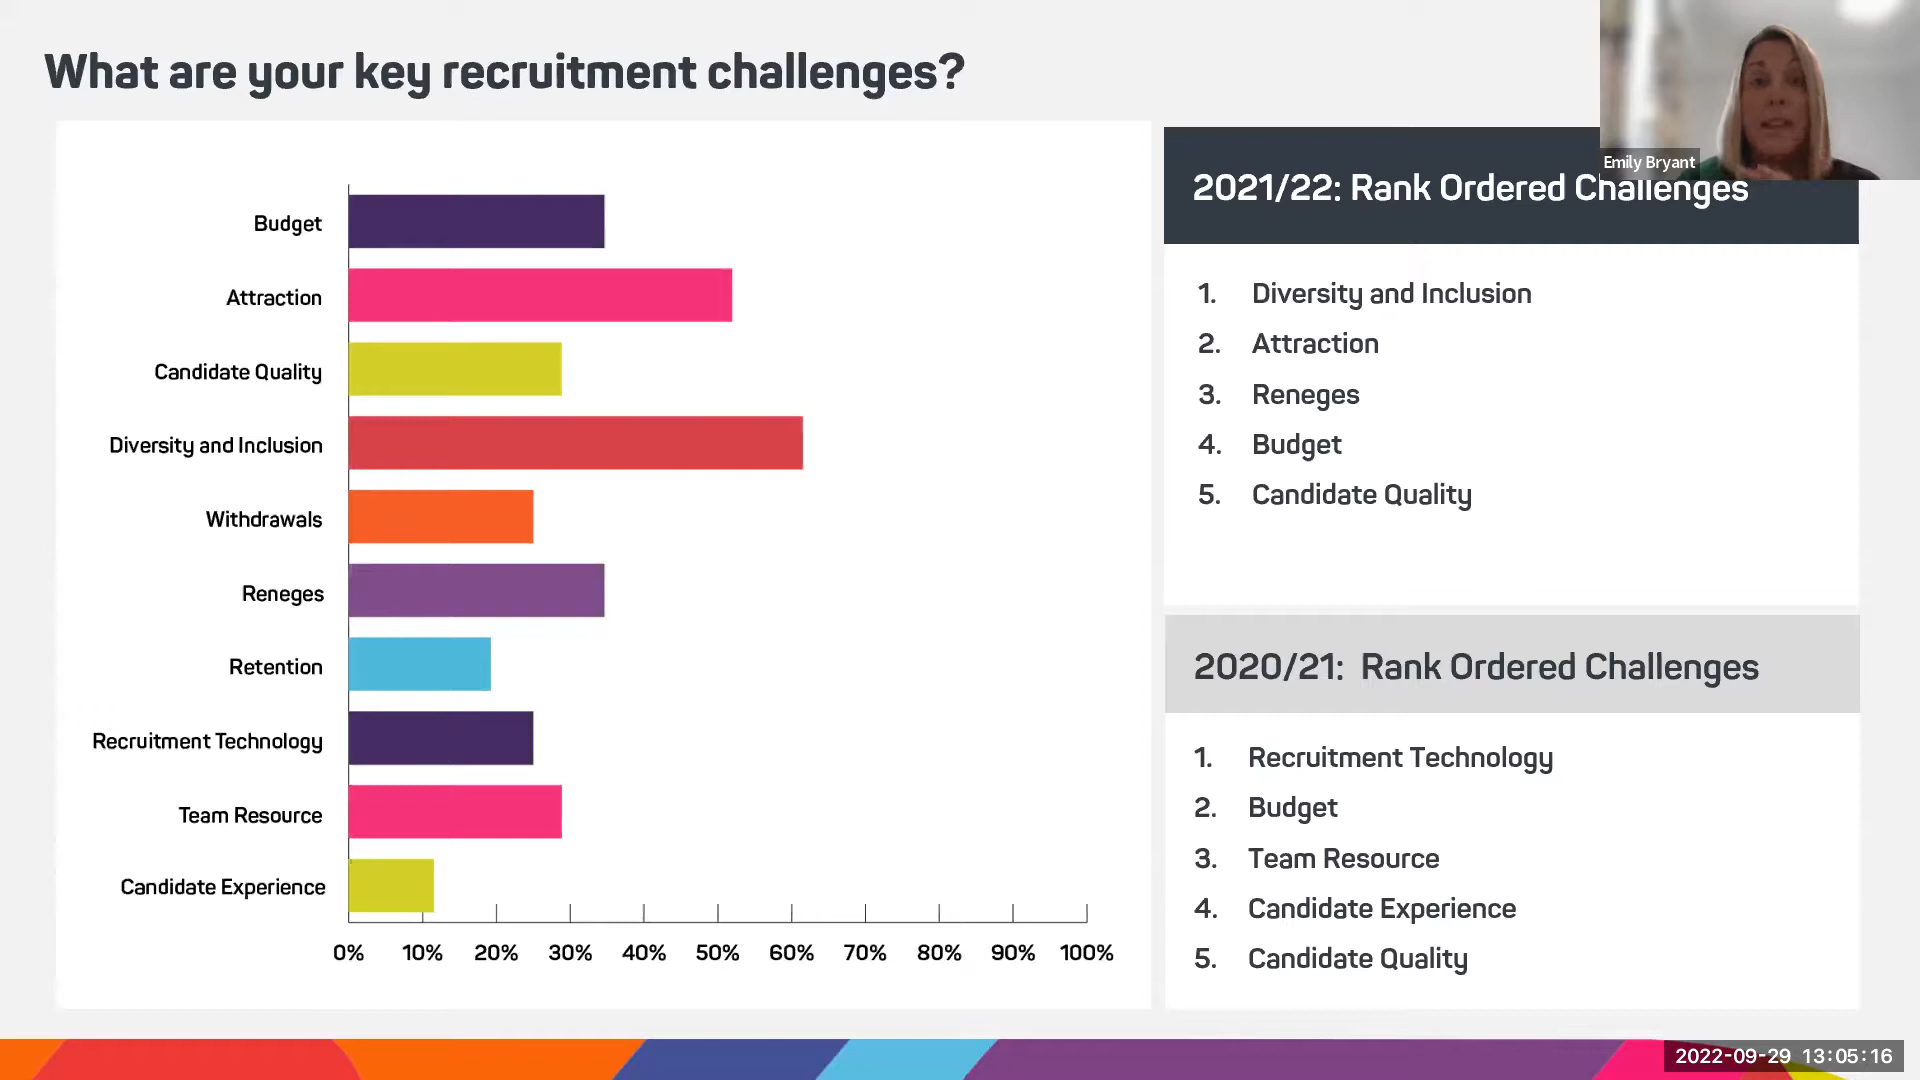 What are your key recruitment challenges?
Emily Bryant
Budget
Attraction
Candidate Quality
Diversity and Inclusion
Withdrawals
Reneges
Retention
Recruitment Technology
Team Resource
Candidate Experience
0% 10% 20% 30% 40% 50% 60% 70% 80% 90% 100%
2021/22: Rank Ordered Challenges
1. Diversity and Inclusion
2. Attraction
3. Reneges
4. Budget
5. Candidate Quality
2020/21: Rank Ordered Challenges
1. Recruitment Technology
2. Budget
3. Team Resource
4. Candidate Experience
5. Candidate Quality
2022-09-29 13:05:16